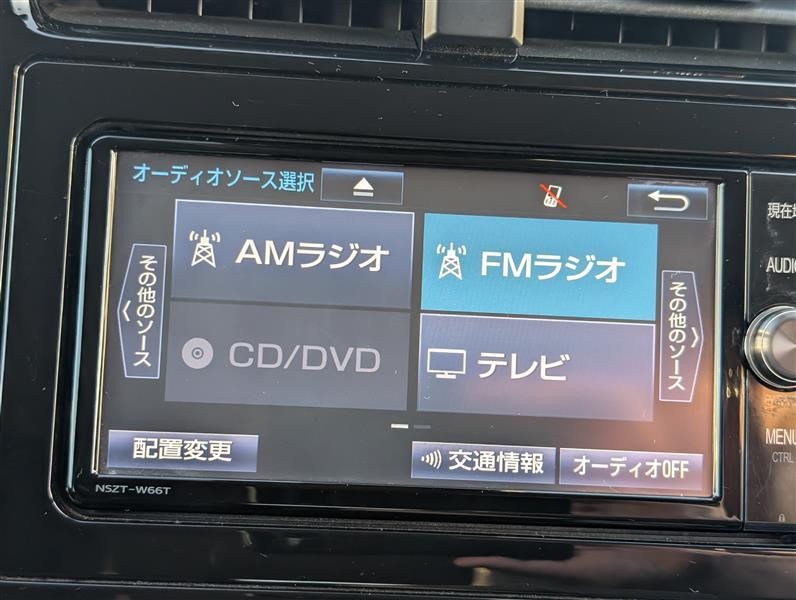 オーディオソース選択
AMラジオ
FMラジオ
その他のソース
CD/DVD
テレビ
その他のソース
配置変更
交通情報
オーディオOFF
NSZT-W66T
現在
AUDIO
MENU
CTRL